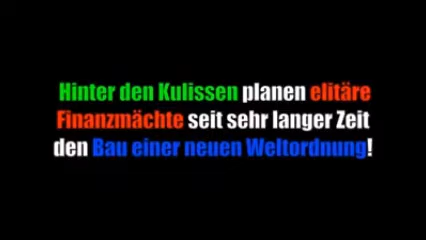 Hinter den Kulissen planen elitäre
Finanzmächte seit sehr langer Zeit
den Bau einer neuen Weltordnung!